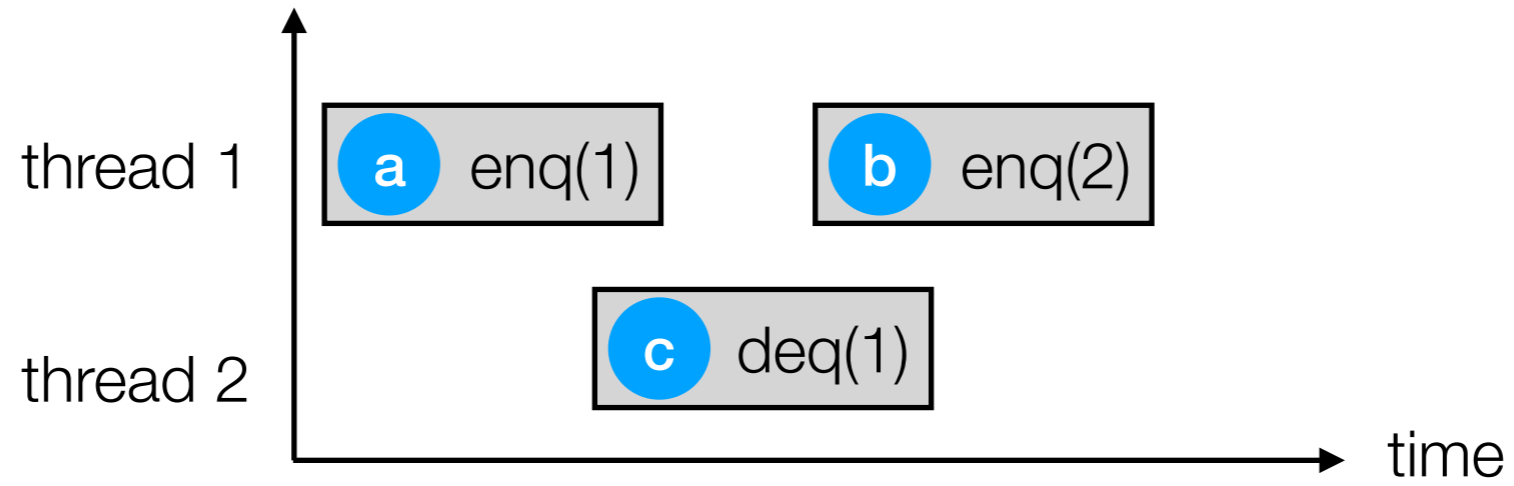 thread 1 a enq(1) b enq(2)
thread 2 c deq(1)
time